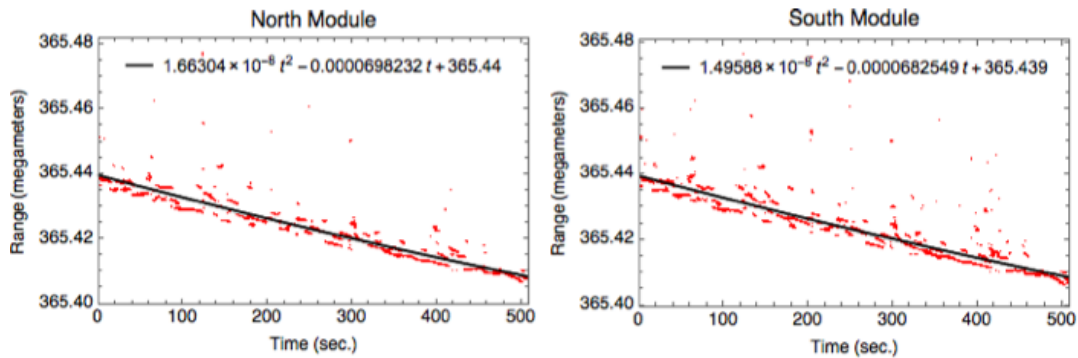 North Module
365.48
1.66304 × 10⁻⁸ t² − 0.0000698232 t + 365.44
365.46
365.44
365.42
365.40
Range (megameters)
0 100 200 300 400 500
Time (sec.)
South Module
365.48
1.49588 × 10⁻⁸ t² − 0.0000682549 t + 365.439
365.46
365.44
365.42
365.40
Range (megameters)
0 100 200 300 400 500
Time (sec.)